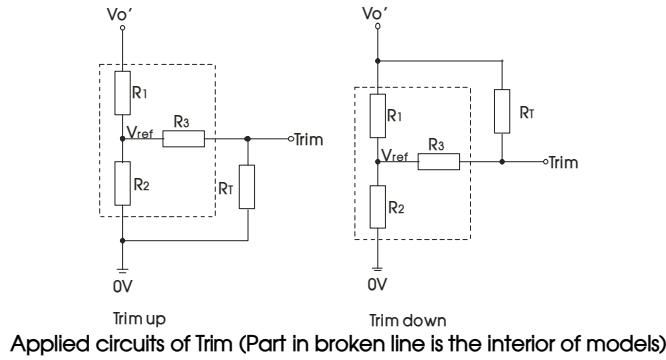 Vo'
R1
R3
Vref
Trim
R2
RT
0V
Trim up
Vo'
R1
RT
R3
Vref
Trim
R2
0V
Trim down
Applied circuits of Trim (Part in broken line is the interior of models)